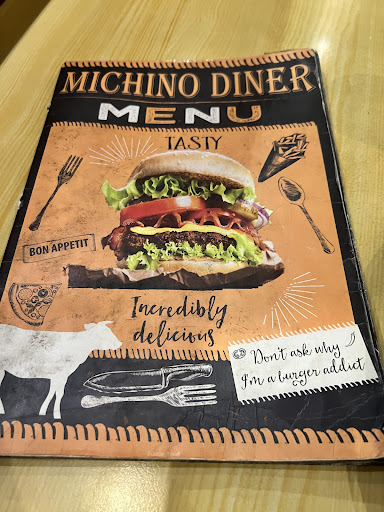 MICHINO DINER
MENU
TASTY
BON APPETIT
Incredibly
delicious
Don't ask why
I'm a burger addict